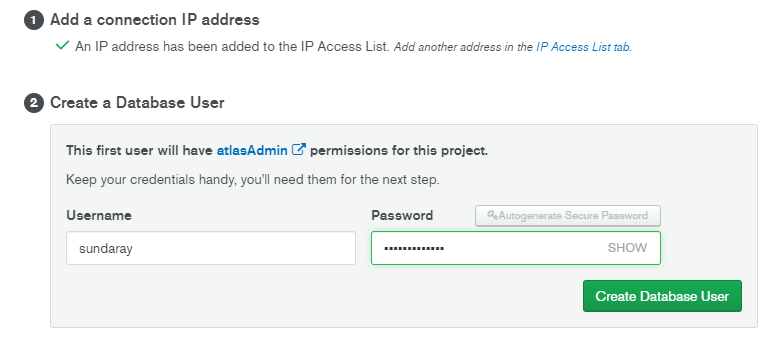 1 Add a connection IP address
An IP address has been added to the IP Access List. Add another address in the IP Access List tab.
2 Create a Database User
This first user will have atlasAdmin permissions for this project.
Keep your credentials handy, you'll need them for the next step.
Username
Password
Autogenerate Secure Password
sundaray
•••••••••••••
SHOW
Create Database User